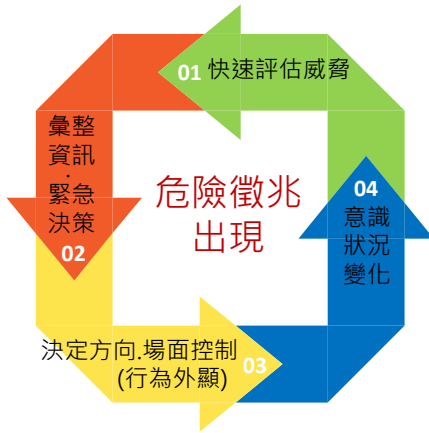 01 快速評估威脅
彙整
資訊
.
緊急
決策
02
危險徵兆
出現
04
意識
狀況
變化
決定方向.場面控制 03
(行為外顯)